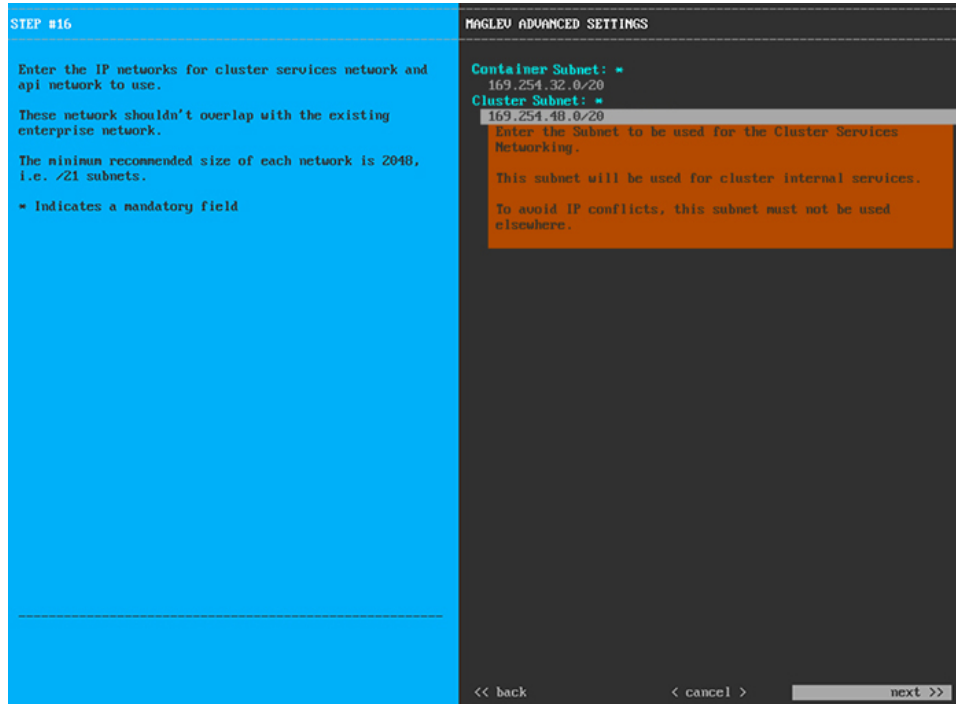 STEP #16
Enter the IP networks for cluster services network and
api network to use.
These network shouldn't overlap with the existing
enterprise network.
The minimum recommended size of each network is 2048,
i.e. /21 subnets.
* Indicates a mandatory field
MAGLEV ADVANCED SETTINGS
Container Subnet: *
169.254.32.0/20
Cluster Subnet: *
169.254.48.0/20
Enter the Subnet to be used for the Cluster Services
Networking.
This subnet will be used for cluster internal services.
To avoid IP conflicts, this subnet must not be used
elsewhere.
<< back < cancel > next >>